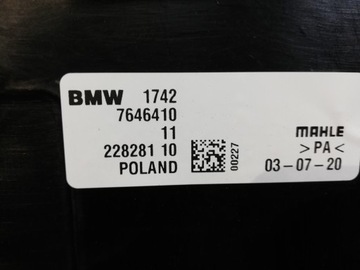 BMW 1742
7646410
11
228281 10
POLAND
00227
MAHLE
>PA<
03-07-20